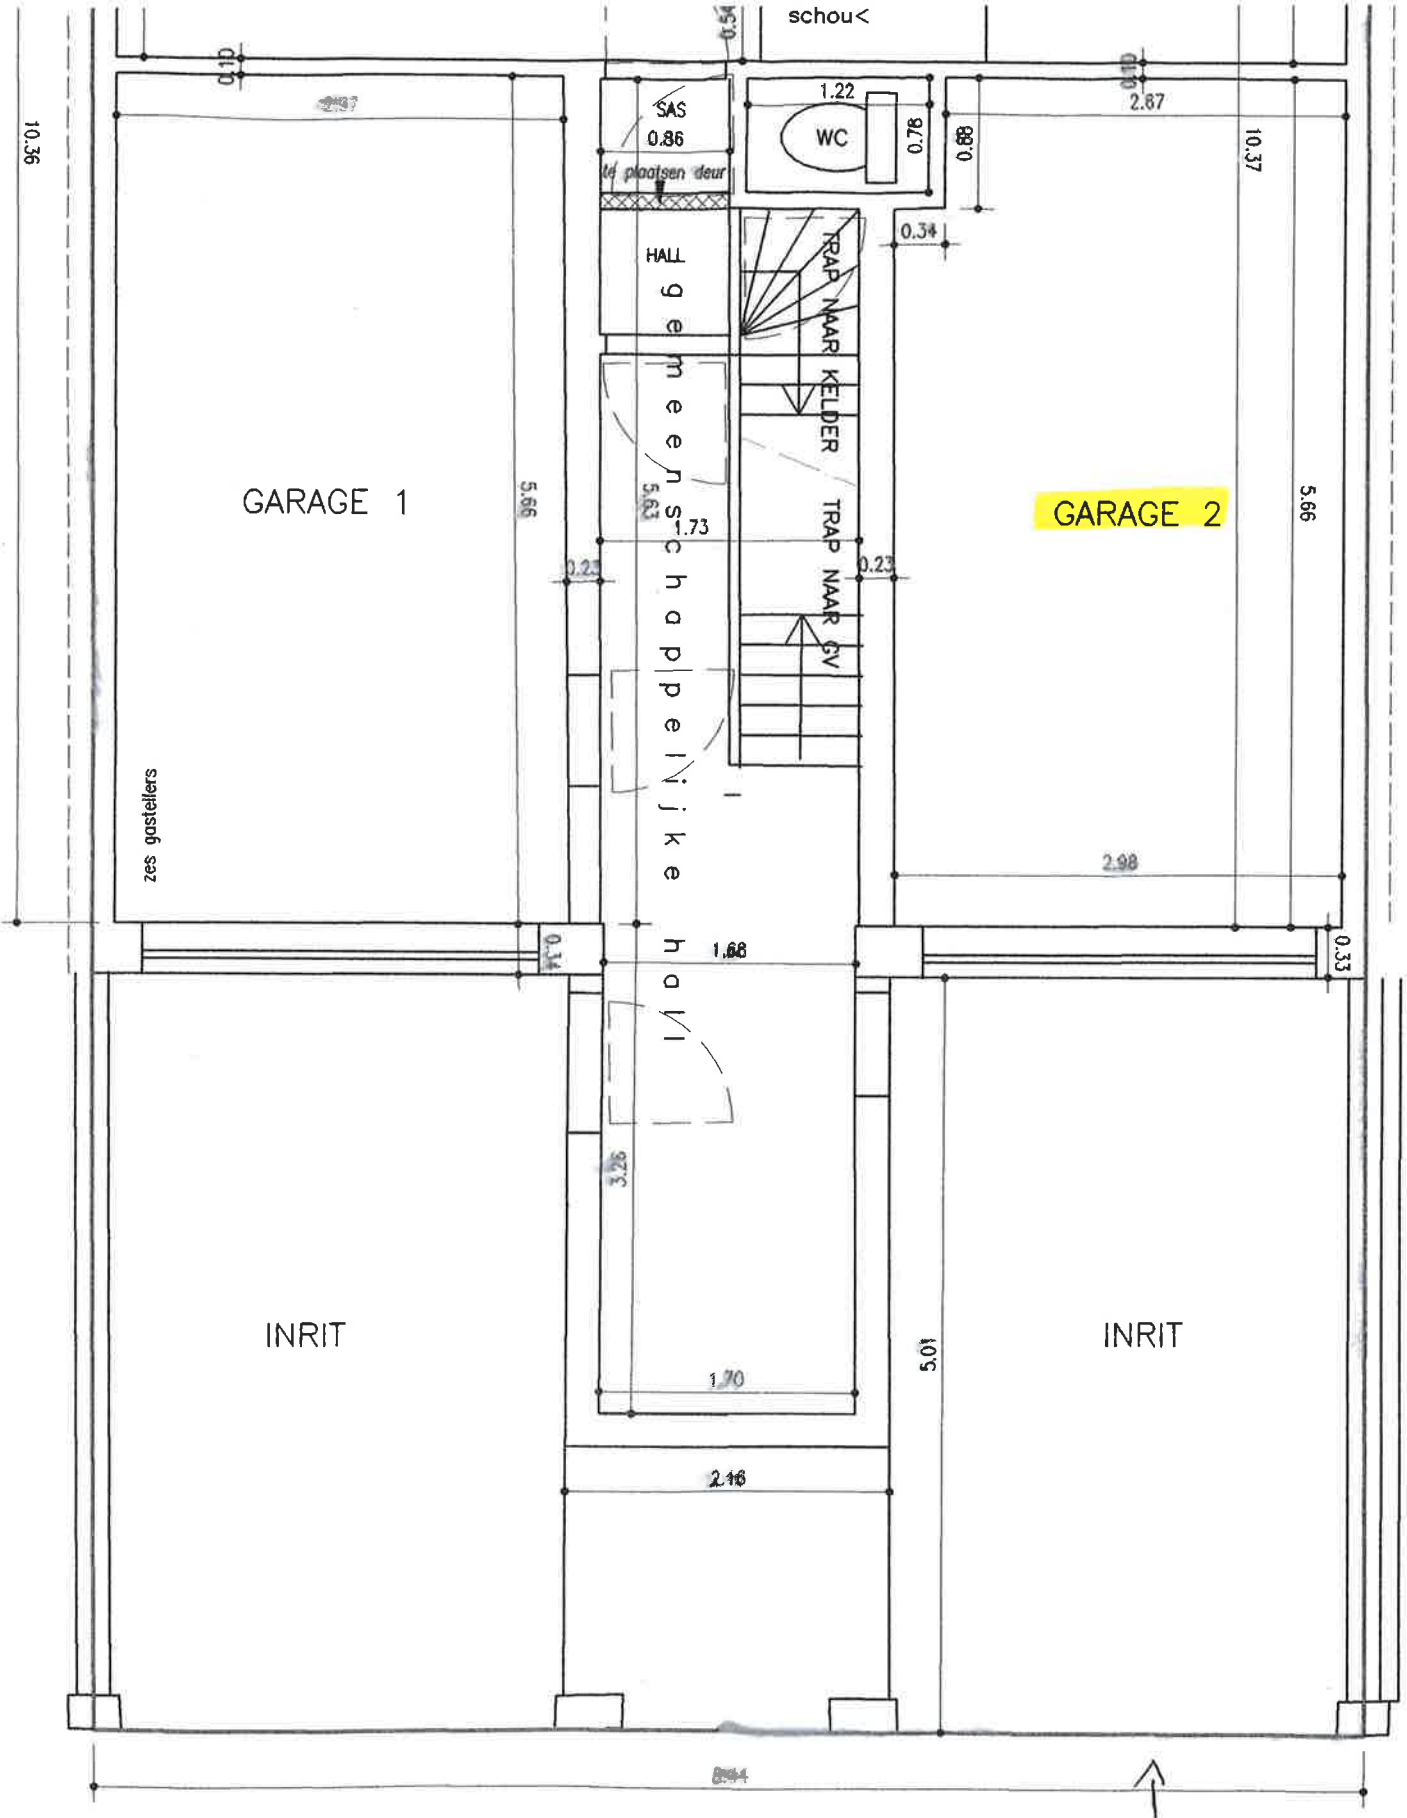 schou<
0.54
0.10
0.10
10.36
SAS
0.86
te plaatsen deur
1.22
WC
0.78
0.88
2.67
10.37
0.34
HALL
TRAP NAAR KELDER
TRAP NAAR GV
GARAGE 1
5.66
5.63
1.73
0.23
0.23
GARAGE 2
5.66
gemeenschappelijke hall
zes gastellers
2.98
0.34
1.68
0.33
3.26
INRIT
INRIT
5.01
1.70
2.16